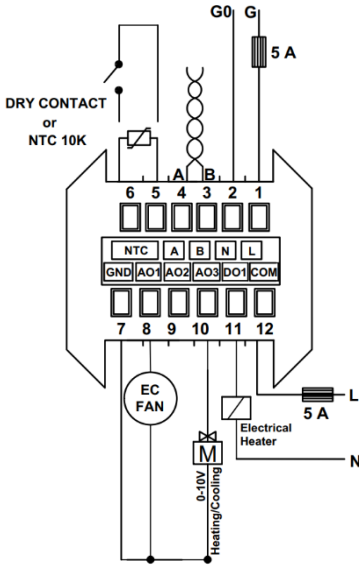 G0 G
5 A
DRY CONTACT
or
NTC 10K
A B
6 5 4 3 2 1
NTC A B N L
GND AO1 AO2 AO3 DO1 COM
7 8 9 10 11 12
EC
FAN
L
5 A
Electrical
Heater
M
0-10V
Heating/Cooling
N